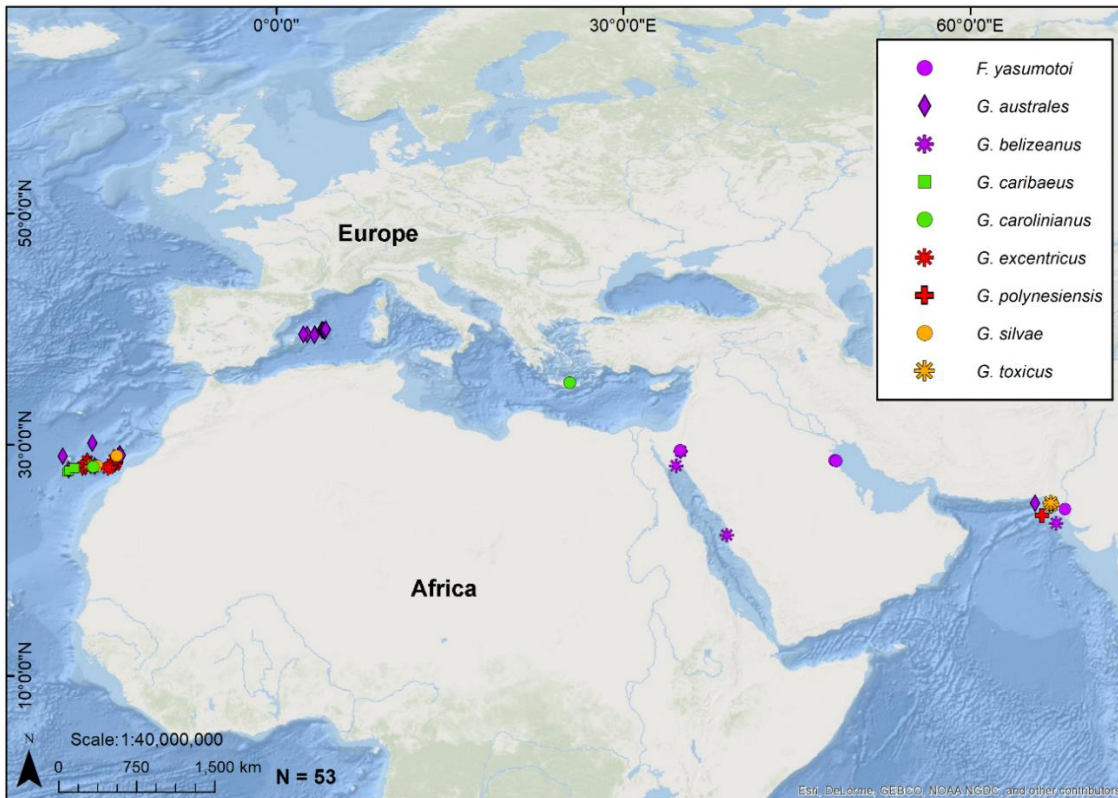 0°0'0"
30°0'0"E
60°0'0"E
F. yasumotoi
G. australes
G. belizeanus
G. caribaeus
G. carolinianus
G. excentricus
G. polynesiensis
G. silvae
G. toxicus
50°0'0"N
30°0'0"N
10°0'0"N
Europe
Africa
N
Scale:1:40,000,000
0 750 1,500 km
N = 53
Esri, DeLorme, GEBCO, NOAA NGDC, and other contributors